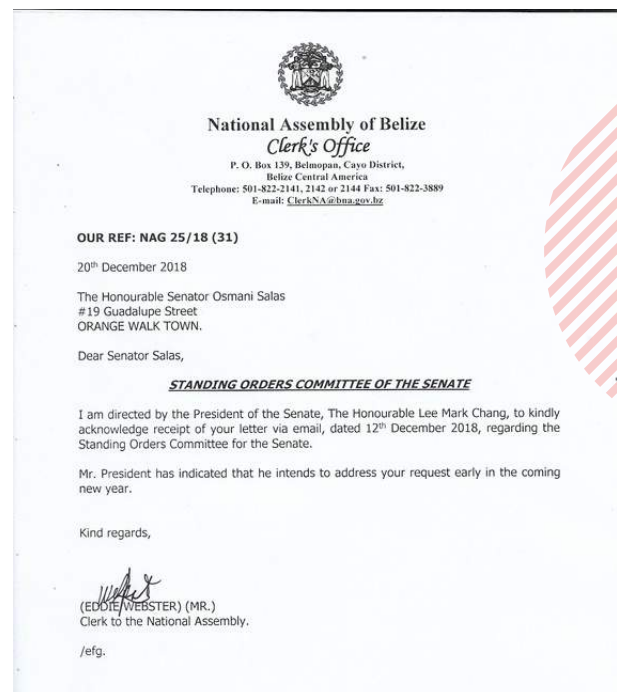 National Assembly of Belize
Clerk's Office
P. O. Box 139, Belmopan, Cayo District,
Belize Central America
Telephone: 501-822-2141, 2142 or 2144 Fax: 501-822-3889
E-mail: ClerkNA@bna.gov.bz
OUR REF: NAG 25/18 (31)
20th December 2018
The Honourable Senator Osmani Salas
#19 Guadalupe Street
ORANGE WALK TOWN.
Dear Senator Salas,
STANDING ORDERS COMMITTEE OF THE SENATE
I am directed by the President of the Senate, The Honourable Lee Mark Chang, to kindly
acknowledge receipt of your letter via email, dated 12th December 2018, regarding the
Standing Orders Committee for the Senate.
Mr. President has indicated that he intends to address your request early in the coming
new year.
Kind regards,
(EDDIE WEBSTER) (MR.)
Clerk to the National Assembly.
/efg.